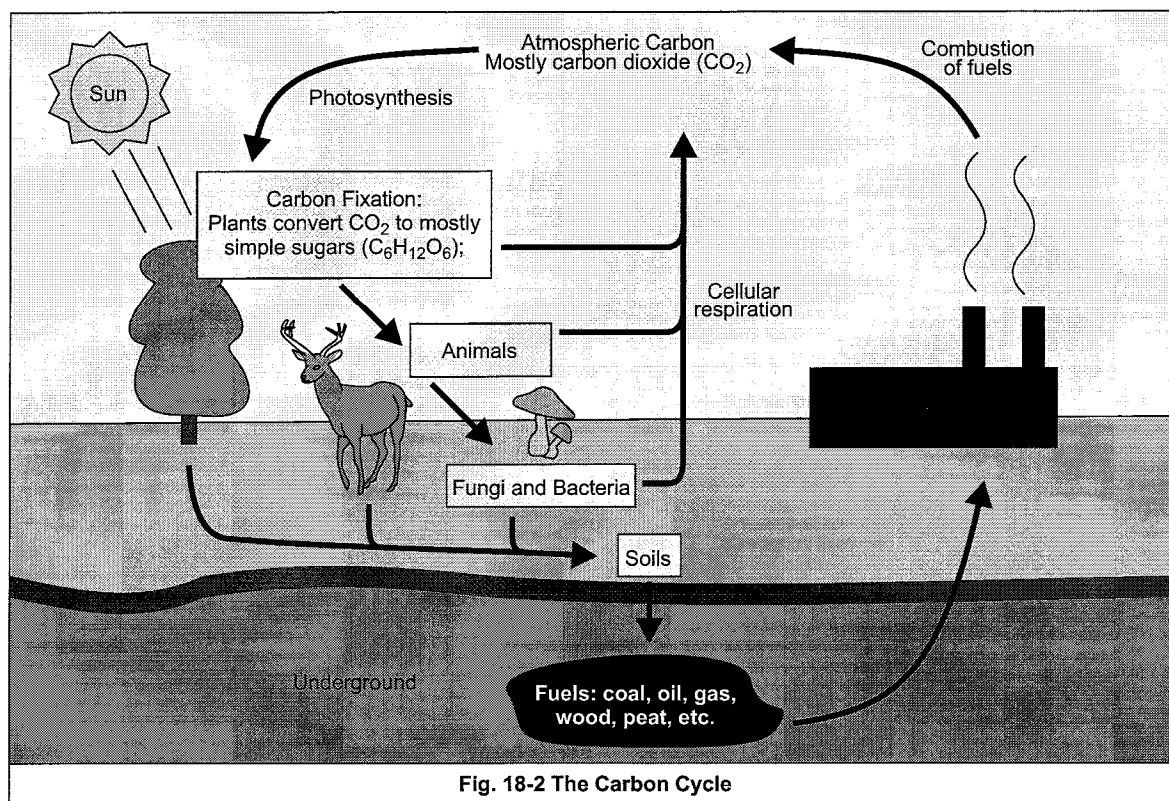 Atmospheric Carbon
Mostly carbon dioxide (CO₂)
Combustion
of fuels
Sun
Photosynthesis
Carbon Fixation:
Plants convert CO₂ to mostly
simple sugars (C₆H₁₂O₆);
Cellular
respiration
Animals
Fungi and Bacteria
Soils
Underground
Fuels: coal, oil, gas,
wood, peat, etc.
Fig. 18-2 The Carbon Cycle